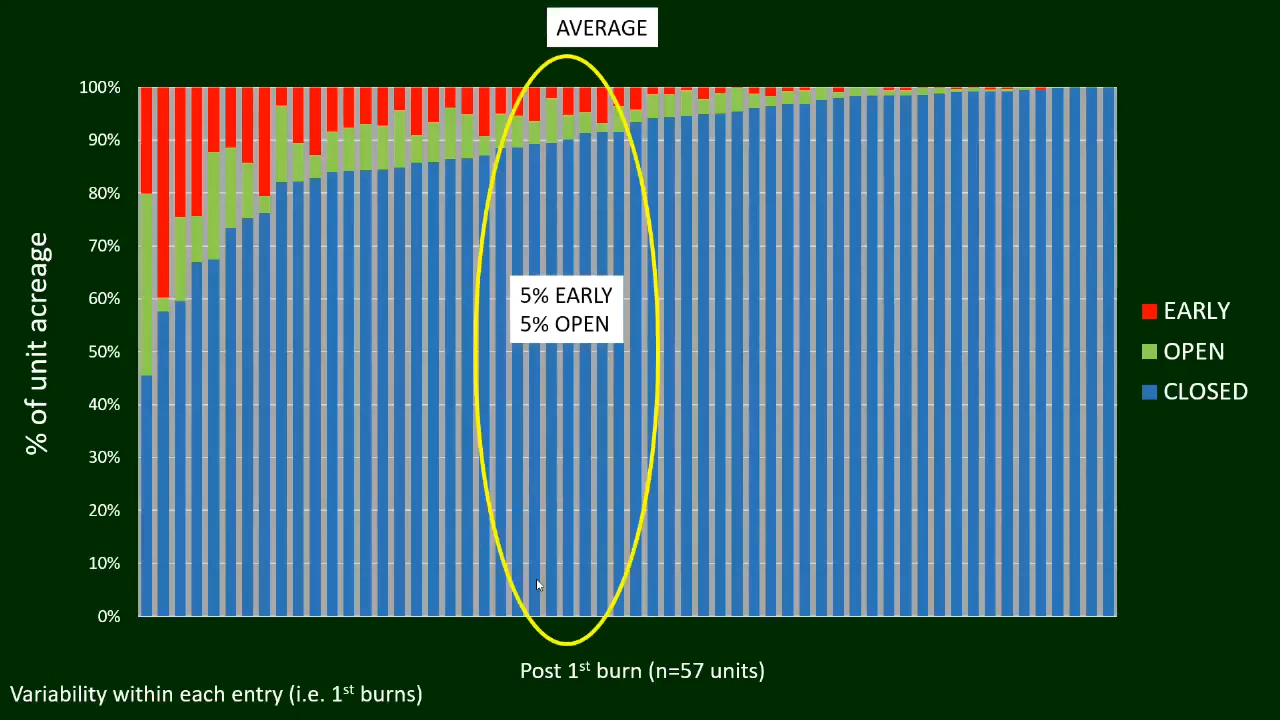 AVERAGE
100%
90%
80%
70%
60%
50%
40%
30%
20%
10%
0%
% of unit acreage
5% EARLY
5% OPEN
EARLY
OPEN
CLOSED
Post 1st burn (n=57 units)
Variability within each entry (i.e. 1st burns)